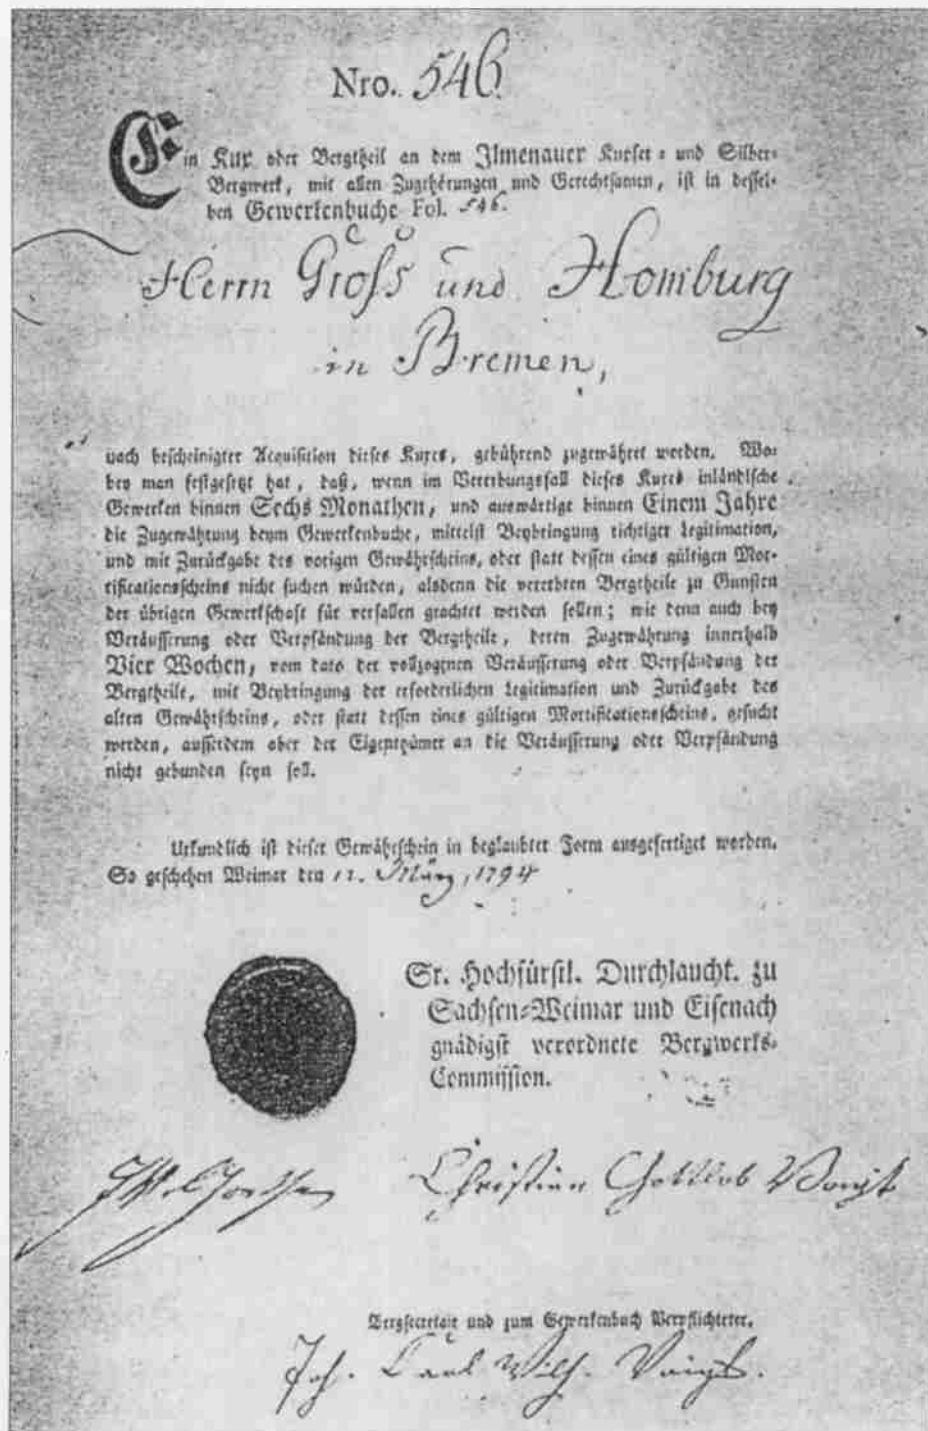 Nro. 546.
Ein Kux oder Bergtheil an dem Ilmenauer Kupfer- und Silber-
Bergwerk, mit allen Zugehörungen und Gerechtsamen, ist in dessel-
ben Gewerkenbuche Fol. 546.
Herrn Gross und Homburg
in Bremen,
nach bescheinigter Acquisition dieses Kuxes, gebührend zugewähret worden. Wo-
bey man festgesetzt hat, daß, wenn im Vererbungsfall dieses Kuxes inländische
Gewerken binnen Sechs Monathen, und auswärtige binnen Einem Jahre
die Zugewährung beym Gewerkenbuche, mittelst Beybringung richtiger Legitimation,
und mit Zurückgabe des vorigen Gewährscheins, oder statt dessen eines gültigen Mor-
tificationsscheins nicht suchen würden, alsdenn die vererbten Bergtheile zu Gunsten
der übrigen Gewerkschaft für verfallen geachtet werden sollen; wie denn auch bey
Veräusserung oder Verpfändung der Bergtheile, deren Zugewährung innerhalb
Vier Wochen, vom dato der vollzogenen Veräusserung oder Verpfändung der
Bergtheile, mit Beybringung der erforderlichen Legitimation und Zurückgabe des
alten Gewährscheins, oder statt dessen eines gültigen Mortificationsscheins, gesucht
werden, ausserdem aber der Eigenthümer an die Veräusserung oder Verpfändung
nicht gebunden seyn soll.
Urkundlich ist dieser Gewährschein in beglaubter Form ausgefertiget worden.
So geschehen Weimar den 12. März, 1794
Sr. Hochfürstl. Durchlaucht. zu
Sachsen-Weimar und Eisenach
gnädigst verordnete Bergwerks-
Commission.
JWvGoethe
Christian Gottlob Voigt
Bergsecretair und zum Gewerkenbuch Verpflichteter.
Joh. Carl Wilh. Voigt.